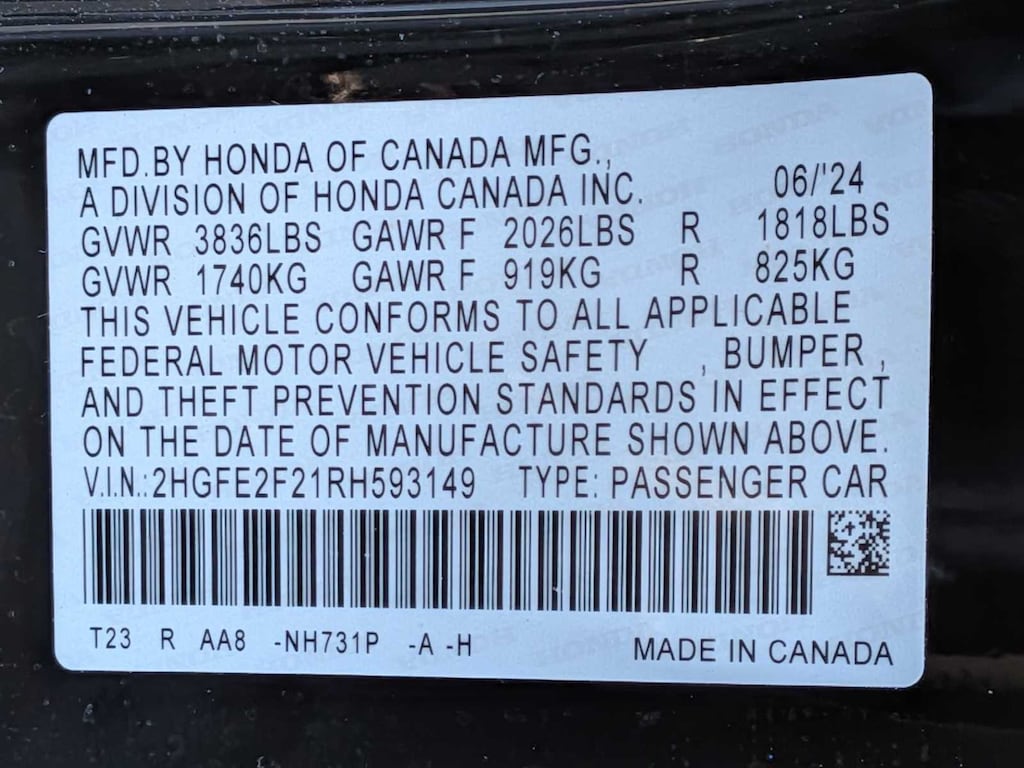 MFD.BY HONDA OF CANADA MFG.,
A DIVISION OF HONDA CANADA INC. 06/'24
GVWR 3836LBS GAWR F 2026LBS R 1818LBS
GVWR 1740KG GAWR F 919KG R 825KG
THIS VEHICLE CONFORMS TO ALL APPLICABLE
FEDERAL MOTOR VEHICLE SAFETY , BUMPER ,
AND THEFT PREVENTION STANDARDS IN EFFECT
ON THE DATE OF MANUFACTURE SHOWN ABOVE.
V.I.N.:2HGFE2F21RH593149 TYPE: PASSENGER CAR
T23 R AA8 -NH731P -A -H MADE IN CANADA